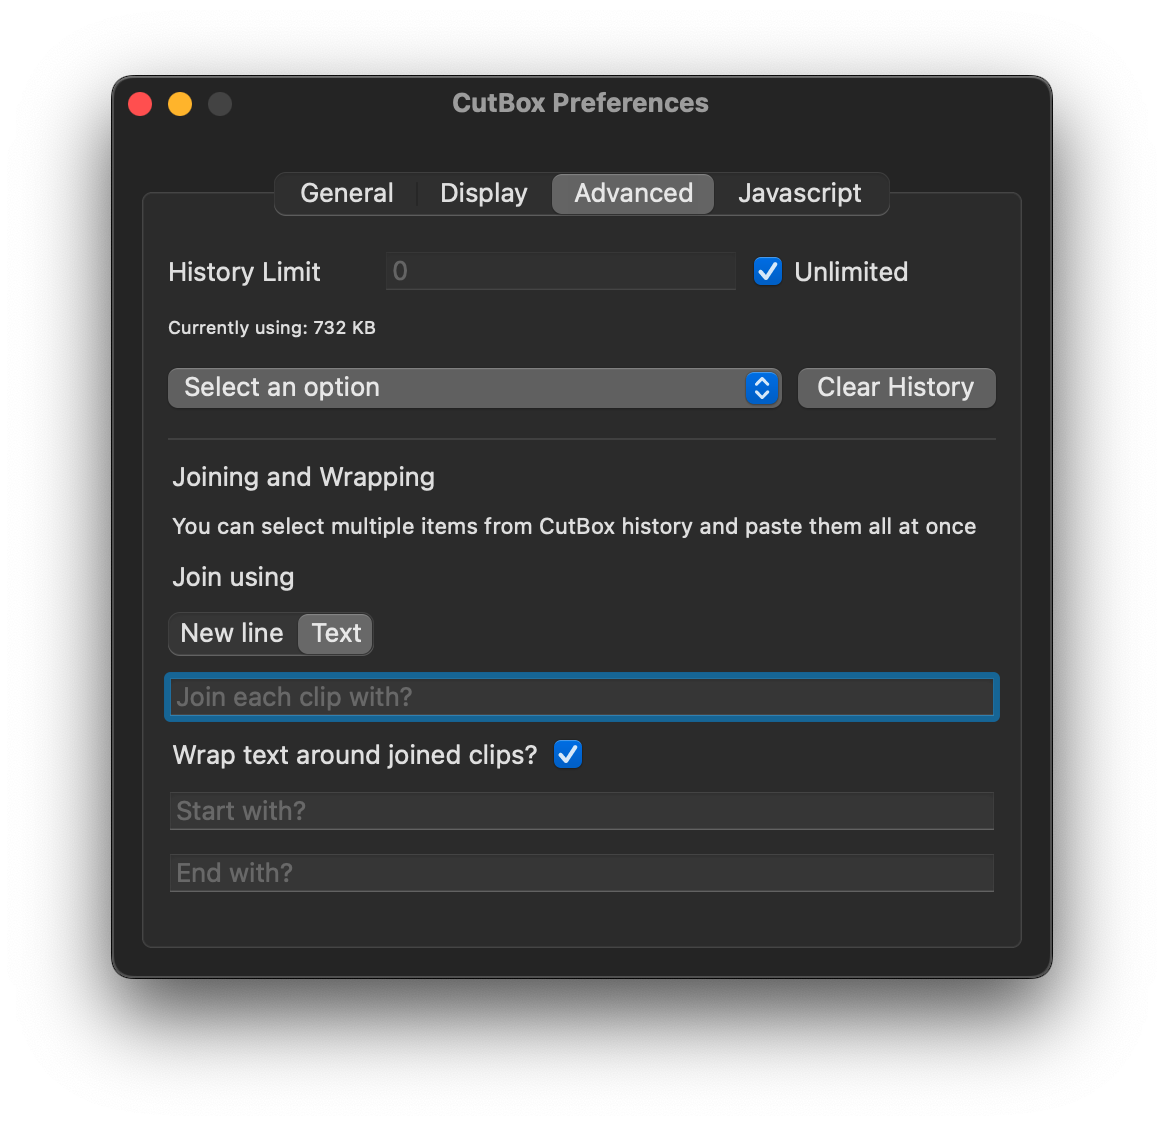 CutBox Preferences
General Display Advanced Javascript
History Limit 0 Unlimited
Currently using: 732 KB
Select an option Clear History
Joining and Wrapping
You can select multiple items from CutBox history and paste them all at once
Join using
New line Text
Join each clip with?
Wrap text around joined clips?
Start with?
End with?